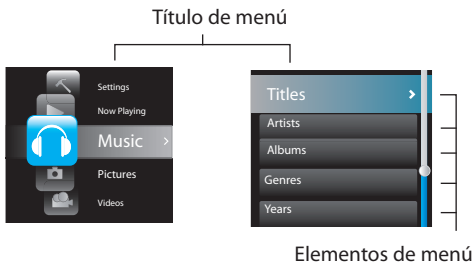 Título de menú
Settings
Now Playing
Music
Pictures
Videos
Titles
Artists
Albums
Genres
Years
Elementos de menú